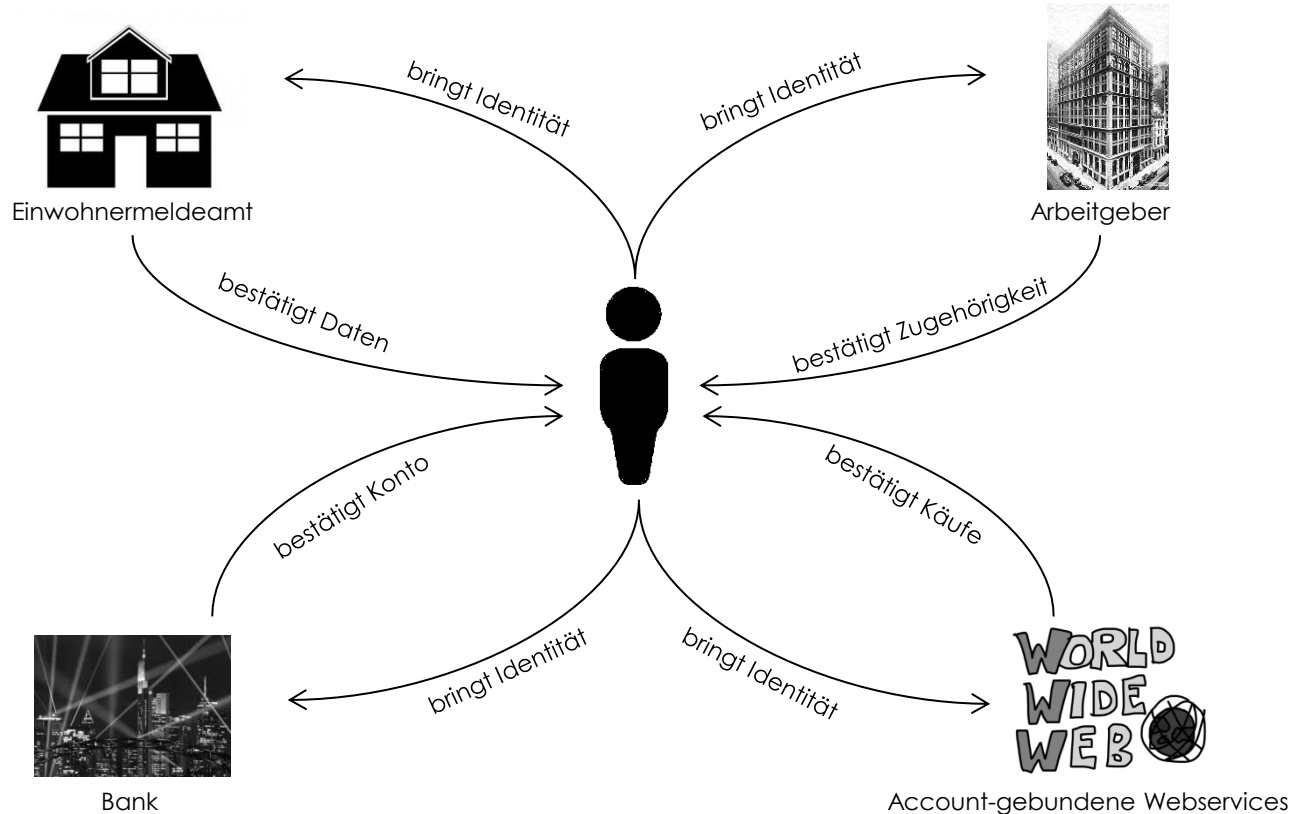 bringt Identität
bringt Identität
Einwohnermeldeamt
Arbeitgeber
bestätigt Daten
bestätigt Zugehörigkeit
bestätigt Konto
bestätigt Käufe
bringt Identität
bringt Identität
WORLD
WIDE
WEB
Bank
Account-gebundene Webservices